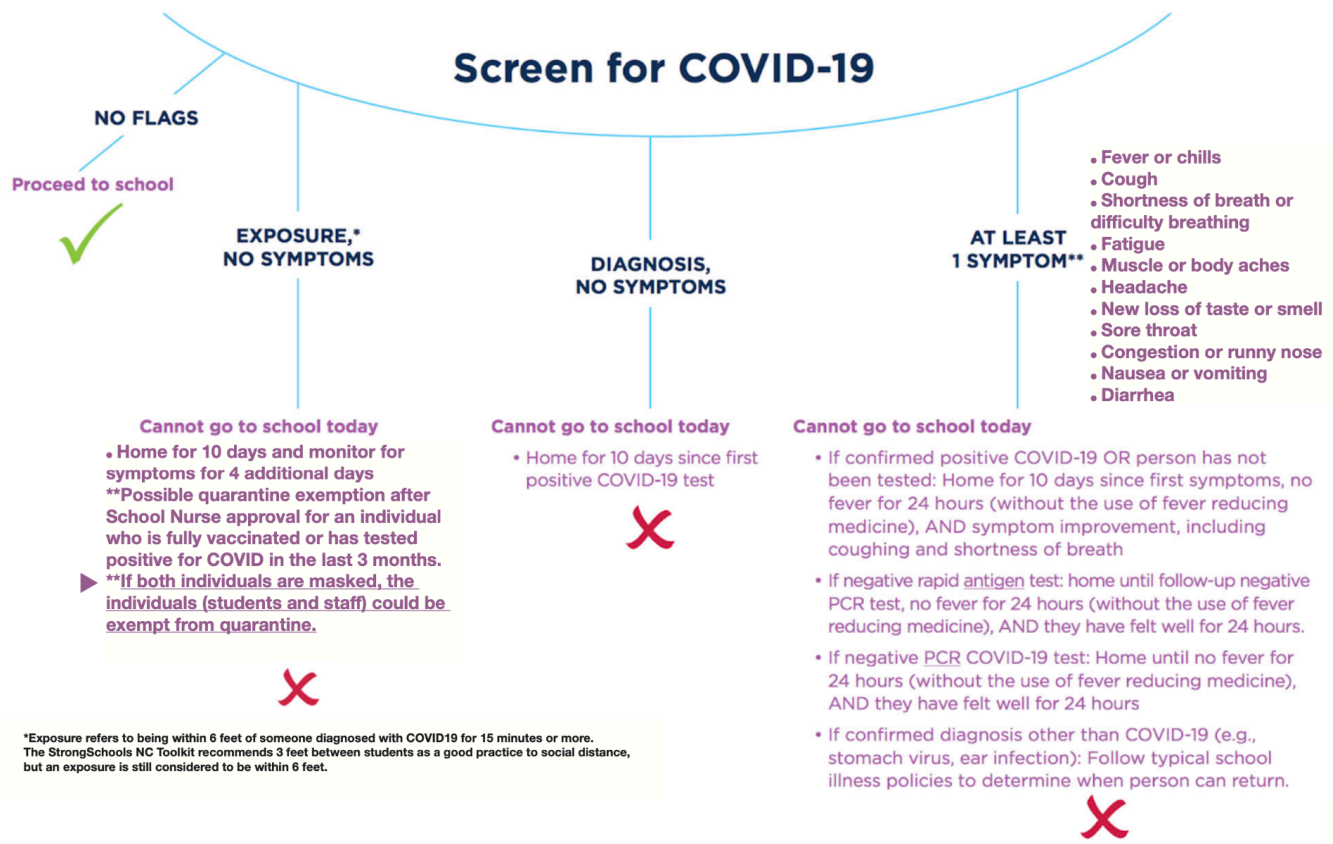 Screen for COVID-19
NO FLAGS
Proceed to school
EXPOSURE,*
NO SYMPTOMS
Cannot go to school today
• Home for 10 days and monitor for
symptoms for 4 additional days
**Possible quarantine exemption after
School Nurse approval for an individual
who is fully vaccinated or has tested
positive for COVID in the last 3 months.
**If both individuals are masked, the
individuals (students and staff) could be
exempt from quarantine.
DIAGNOSIS,
NO SYMPTOMS
Cannot go to school today
• Home for 10 days since first
positive COVID-19 test
AT LEAST
1 SYMPTOM**
• Fever or chills
• Cough
• Shortness of breath or
difficulty breathing
• Fatigue
• Muscle or body aches
• Headache
• New loss of taste or smell
• Sore throat
• Congestion or runny nose
• Nausea or vomiting
• Diarrhea
Cannot go to school today
• If confirmed positive COVID-19 OR person has not
been tested: Home for 10 days since first symptoms, no
fever for 24 hours (without the use of fever reducing
medicine), AND symptom improvement, including
coughing and shortness of breath
• If negative rapid antigen test: home until follow-up negative
PCR test, no fever for 24 hours (without the use of fever
reducing medicine), AND they have felt well for 24 hours.
• If negative PCR COVID-19 test: Home until no fever for
24 hours (without the use of fever reducing medicine),
AND they have felt well for 24 hours
• If confirmed diagnosis other than COVID-19 (e.g.,
stomach virus, ear infection): Follow typical school
illness policies to determine when person can return.
*Exposure refers to being within 6 feet of someone diagnosed with COVID19 for 15 minutes or more.
The StrongSchools NC Toolkit recommends 3 feet between students as a good practice to social distance,
but an exposure is still considered to be within 6 feet.